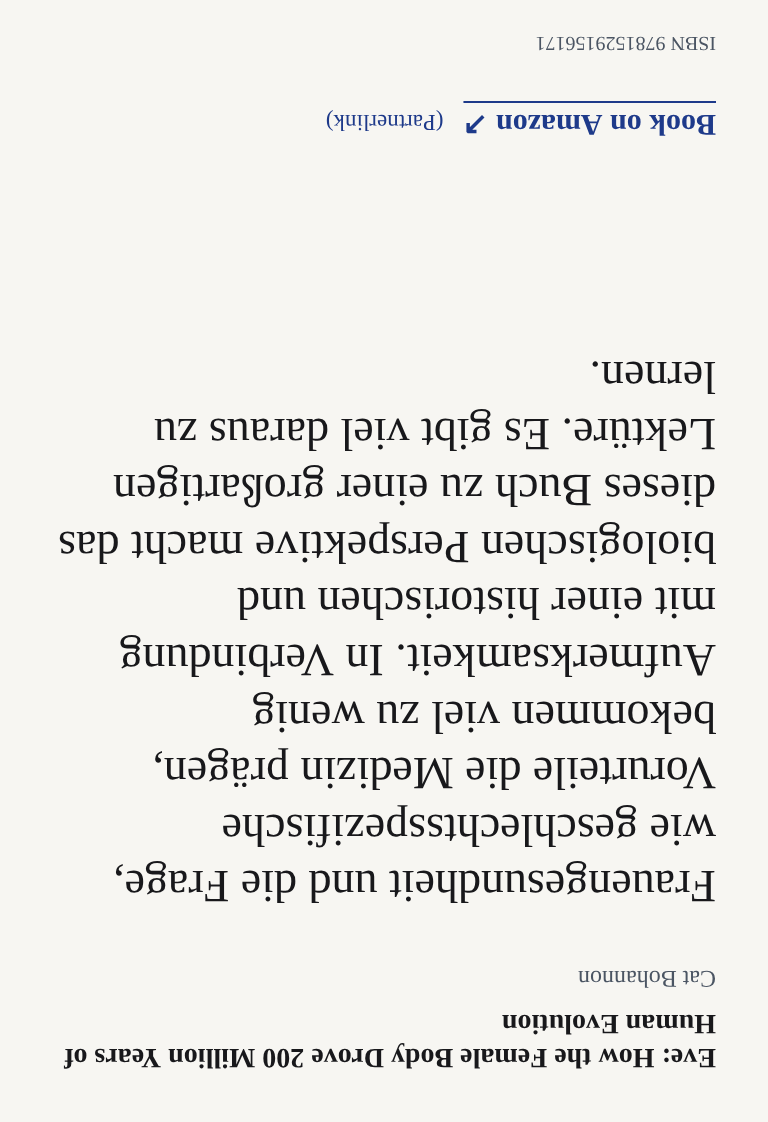 Eve: How the Female Body Drove 200 Million Years of
Human Evolution
Cat Bohannon
Frauengesundheit und die Frage,
wie geschlechtsspezifische
Vorurteile die Medizin prägen,
bekommen viel zu wenig
Aufmerksamkeit. In Verbindung
mit einer historischen und
biologischen Perspektive macht das
dieses Buch zu einer großartigen
Lektüre. Es gibt viel daraus zu
lernen.
Book on Amazon ↗ (Partnerlink)
ISBN 9781529156171